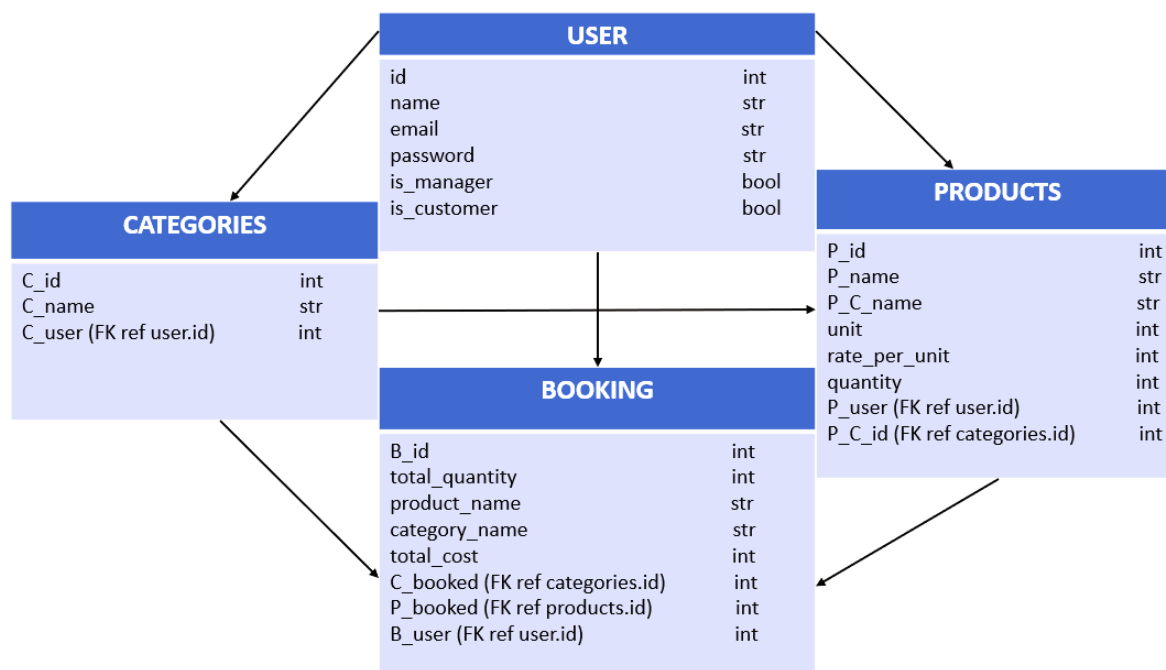 USER
id int
name str
email str
password str
is_manager bool
is_customer bool
CATEGORIES
C_id int
C_name str
C_user (FK ref user.id) int
PRODUCTS
P_id int
P_name str
P_C_name str
unit int
rate_per_unit int
quantity int
P_user (FK ref user.id) int
P_C_id (FK ref categories.id) int
BOOKING
B_id int
total_quantity int
product_name str
category_name str
total_cost int
C_booked (FK ref categories.id) int
P_booked (FK ref products.id) int
B_user (FK ref user.id) int